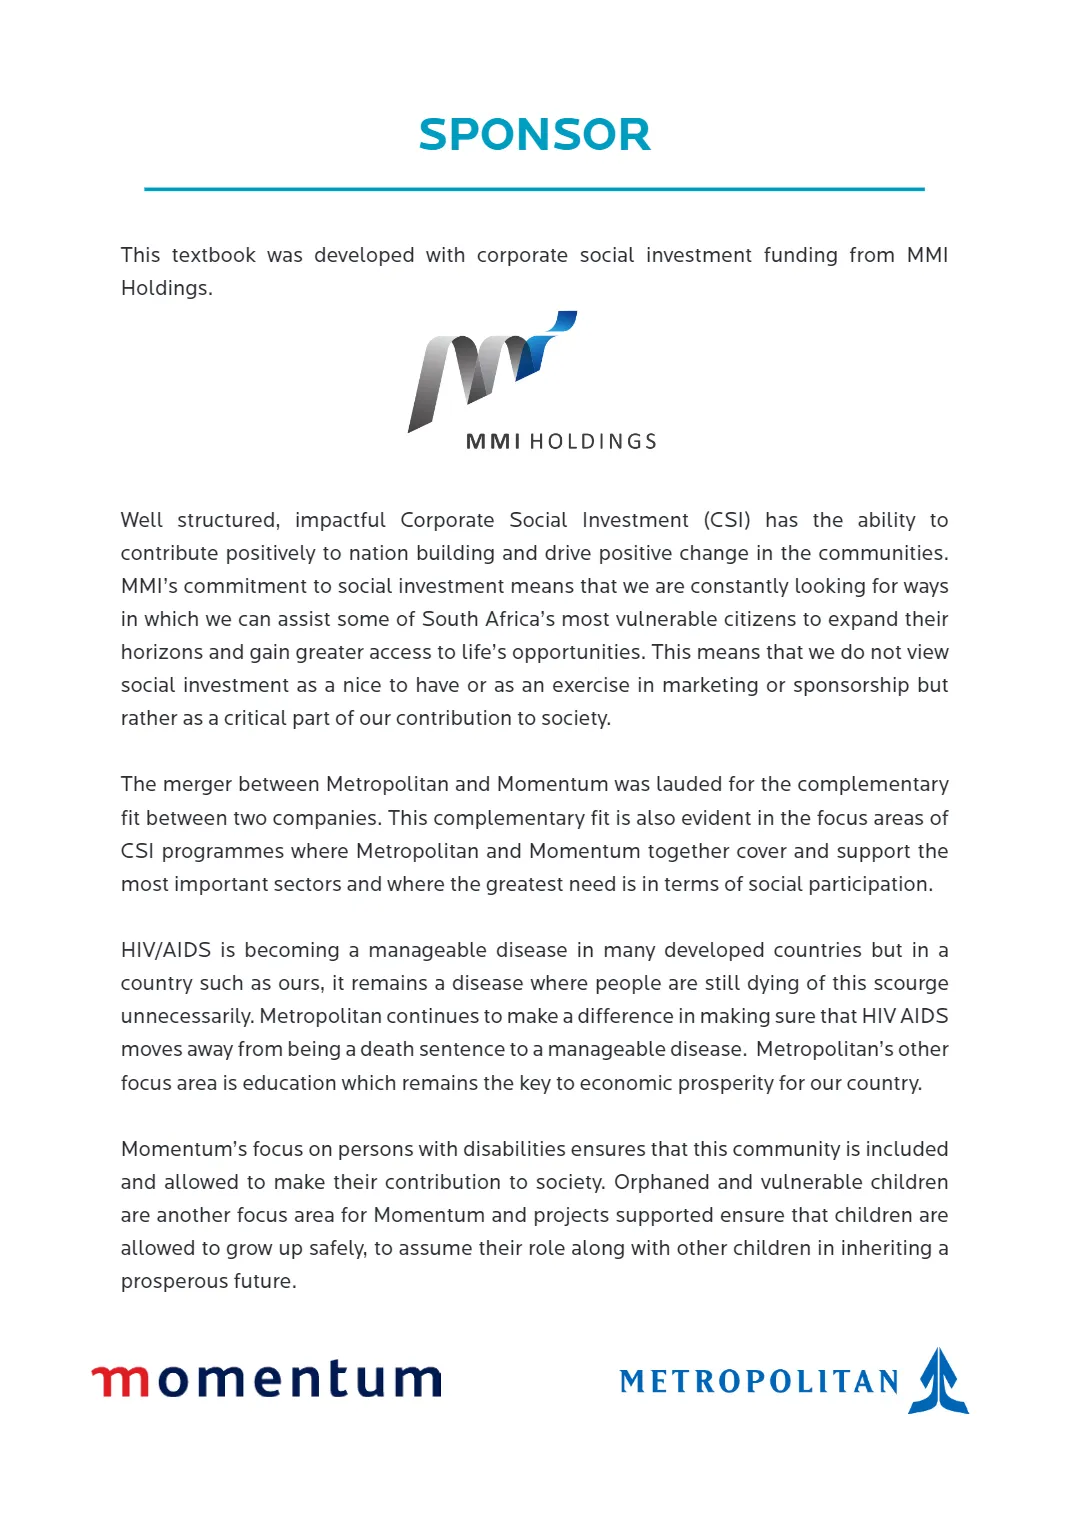 SPONSOR
This textbook was developed with corporate social investment funding from MMI
Holdings.
MMI HOLDINGS
Well structured, impactful Corporate Social Investment (CSI) has the ability to
contribute positively to nation building and drive positive change in the communities.
MMI’s commitment to social investment means that we are constantly looking for ways
in which we can assist some of South Africa’s most vulnerable citizens to expand their
horizons and gain greater access to life’s opportunities. This means that we do not view
social investment as a nice to have or as an exercise in marketing or sponsorship but
rather as a critical part of our contribution to society.
The merger between Metropolitan and Momentum was lauded for the complementary
fit between two companies. This complementary fit is also evident in the focus areas of
CSI programmes where Metropolitan and Momentum together cover and support the
most important sectors and where the greatest need is in terms of social participation.
HIV/AIDS is becoming a manageable disease in many developed countries but in a
country such as ours, it remains a disease where people are still dying of this scourge
unnecessarily. Metropolitan continues to make a difference in making sure that HIV AIDS
moves away from being a death sentence to a manageable disease.  Metropolitan’s other
focus area is education which remains the key to economic prosperity for our country.
Momentum’s focus on persons with disabilities ensures that this community is included
and allowed to make their contribution to society. Orphaned and vulnerable children
are another focus area for Momentum and projects supported ensure that children are
allowed to grow up safely, to assume their role along with other children in inheriting a
prosperous future.
momentum
METROPOLITAN